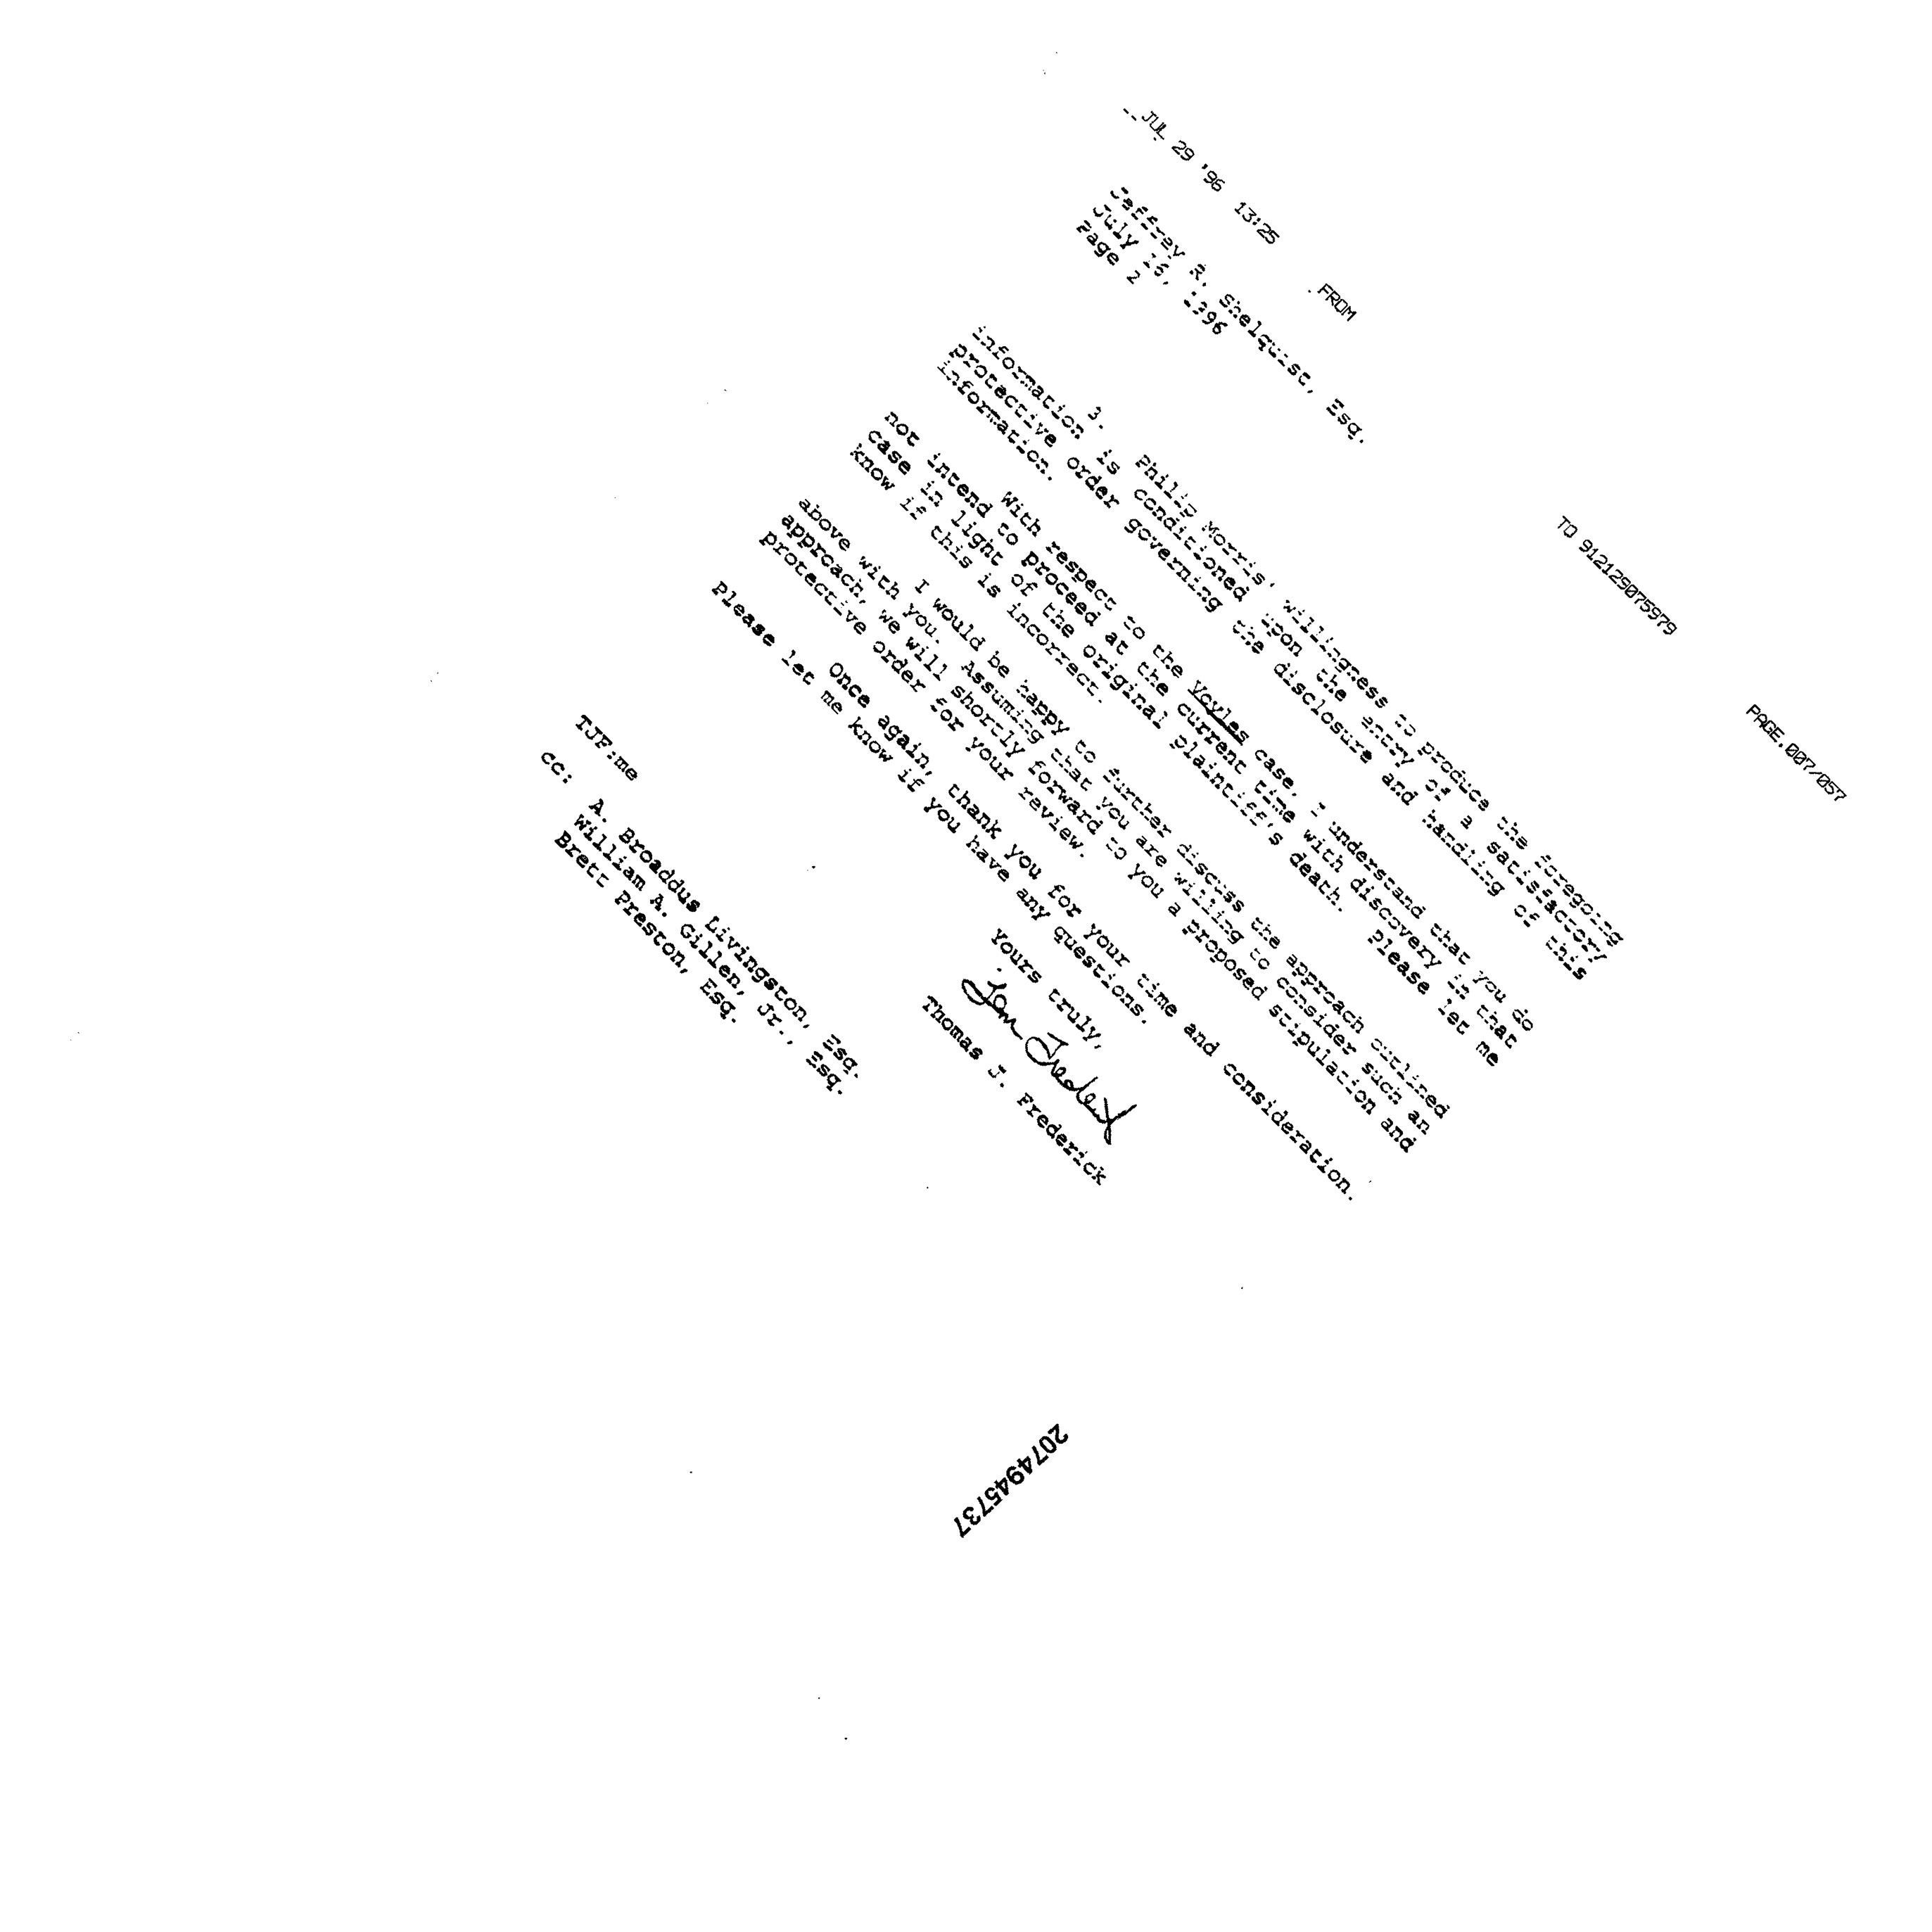 JUL 29 '96 13:25 FROM TO 912129075979 PAGE.007/057
Jeffrey R. Shelquist, Esq.
July 16, 1996
Page 2
3. Philip Morris' willingness to produce the foregoing
information is conditioned upon the entry of a satisfactory
protective order governing the disclosure and handling of this
information.
With respect to the Voyles case, I understand that you do
not intend to proceed at the current time with discovery in that
case in light of the original plaintiff's death. Please let me
know if this is incorrect.
I would be happy to further discuss the approach outlined
above with you. Assuming that you are willing to consider such an
approach, we will shortly forward to you a proposed stipulation and
protective order for your review.
Once again, thank you for your time and consideration.
Please let me know if you have any questions.
Yours truly,
Tom Frederick
Thomas J. Frederick
TJF:me
cc: A. Broaddus Livingston, Esq.
William A. Gillen, Jr., Esq.
Brett Preston, Esq.
2074945737